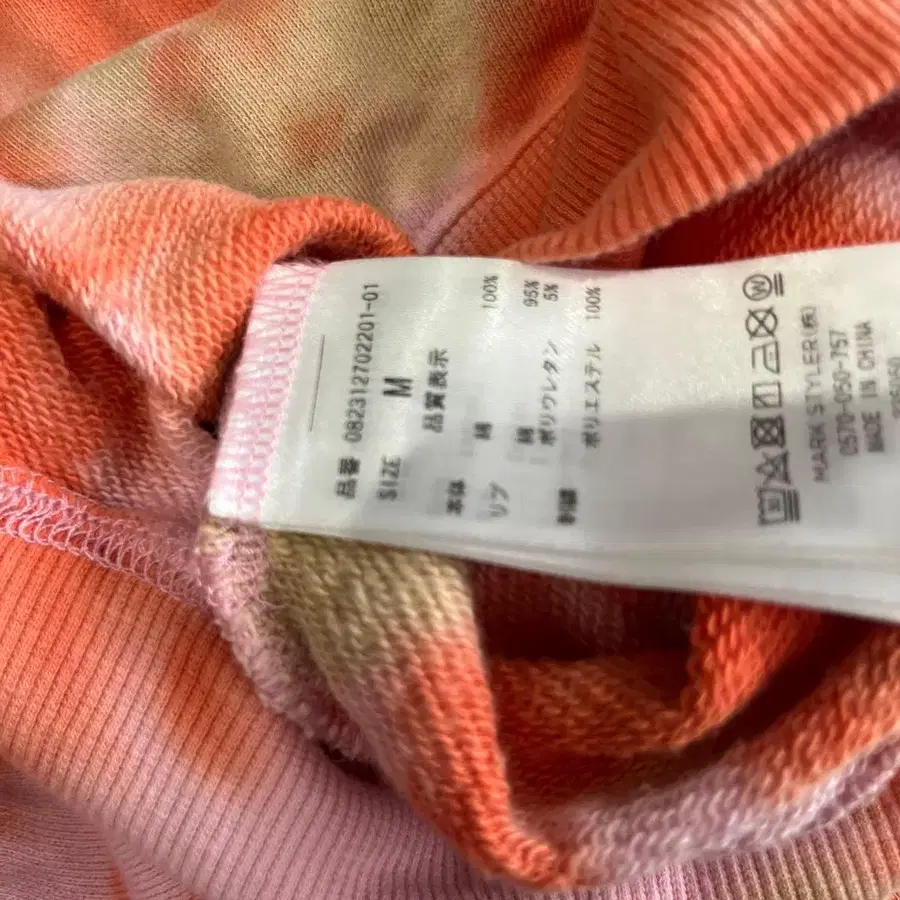 品番 082312702201-01
SIZE M
品質表示
本体 綿 100%
リブ 綿 95%
ポリウレタン 5%
刺繍 ポリエステル 100%
MARK STYLER(株)
0570-050-757
MADE IN CHINA